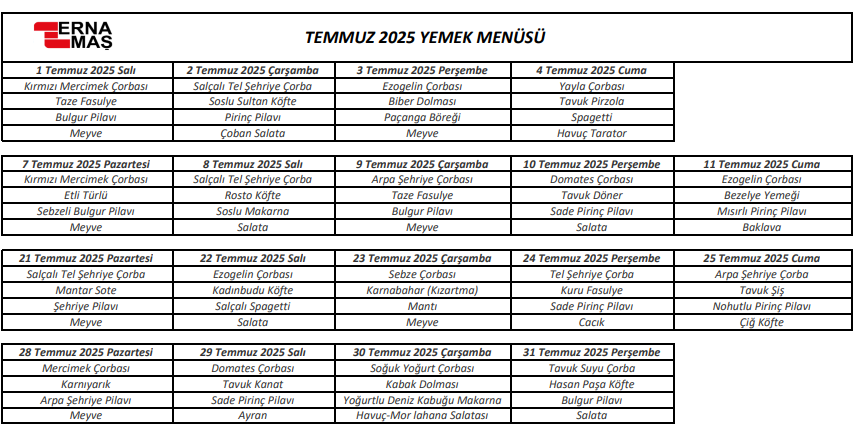 ERNA
MAŞ
TEMMUZ 2025 YEMEK MENÜSÜ
1 Temmuz 2025 Salı 2 Temmuz 2025 Çarşamba 3 Temmuz 2025 Perşembe 4 Temmuz 2025 Cuma
Kırmızı Mercimek Çorbası Salçalı Tel Şehriye Çorba Ezogelin Çorbası Yayla Çorbası
Taze Fasulye Soslu Sultan Köfte Biber Dolması Tavuk Pirzola
Bulgur Pilavı Pirinç Pilavı Paçanga Böreği Spagetti
Meyve Çoban Salata Meyve Havuç Tarator
7 Temmuz 2025 Pazartesi 8 Temmuz 2025 Salı 9 Temmuz 2025 Çarşamba 10 Temmuz 2025 Perşembe 11 Temmuz 2025 Cuma
Kırmızı Mercimek Çorbası Salçalı Tel Şehriye Çorba Arpa Şehriye Çorbası Domates Çorbası Ezogelin Çorbası
Etli Türlü Rosto Köfte Taze Fasulye Tavuk Döner Bezelye Yemeği
Sebzeli Bulgur Pilavı Soslu Makarna Bulgur Pilavı Sade Pirinç Pilavı Mısırlı Pirinç Pilavı
Meyve Salata Meyve Salata Baklava
21 Temmuz 2025 Pazartesi 22 Temmuz 2025 Salı 23 Temmuz 2025 Çarşamba 24 Temmuz 2025 Perşembe 25 Temmuz 2025 Cuma
Salçalı Tel Şehriye Çorba Ezogelin Çorbası Sebze Çorbası Tel Şehriye Çorba Arpa Şehriye Çorba
Mantar Sote Kadınbudu Köfte Karnabahar (Kızartma) Kuru Fasulye Tavuk Şiş
Şehriye Pilavı Salçalı Spagetti Mantı Sade Pirinç Pilavı Nohutlu Pirinç Pilavı
Meyve Salata Meyve Cacık Çiğ Köfte
28 Temmuz 2025 Pazartesi 29 Temmuz 2025 Salı 30 Temmuz 2025 Çarşamba 31 Temmuz 2025 Perşembe
Mercimek Çorbası Domates Çorbası Soğuk Yoğurt Çorbası Tavuk Suyu Çorba
Karnıyarık Tavuk Kanat Kabak Dolması Hasan Paşa Köfte
Arpa Şehriye Pilavı Sade Pirinç Pilavı Yoğurtlu Deniz Kabuğu Makarna Bulgur Pilavı
Meyve Ayran Havuç-Mor lahana Salatası Salata